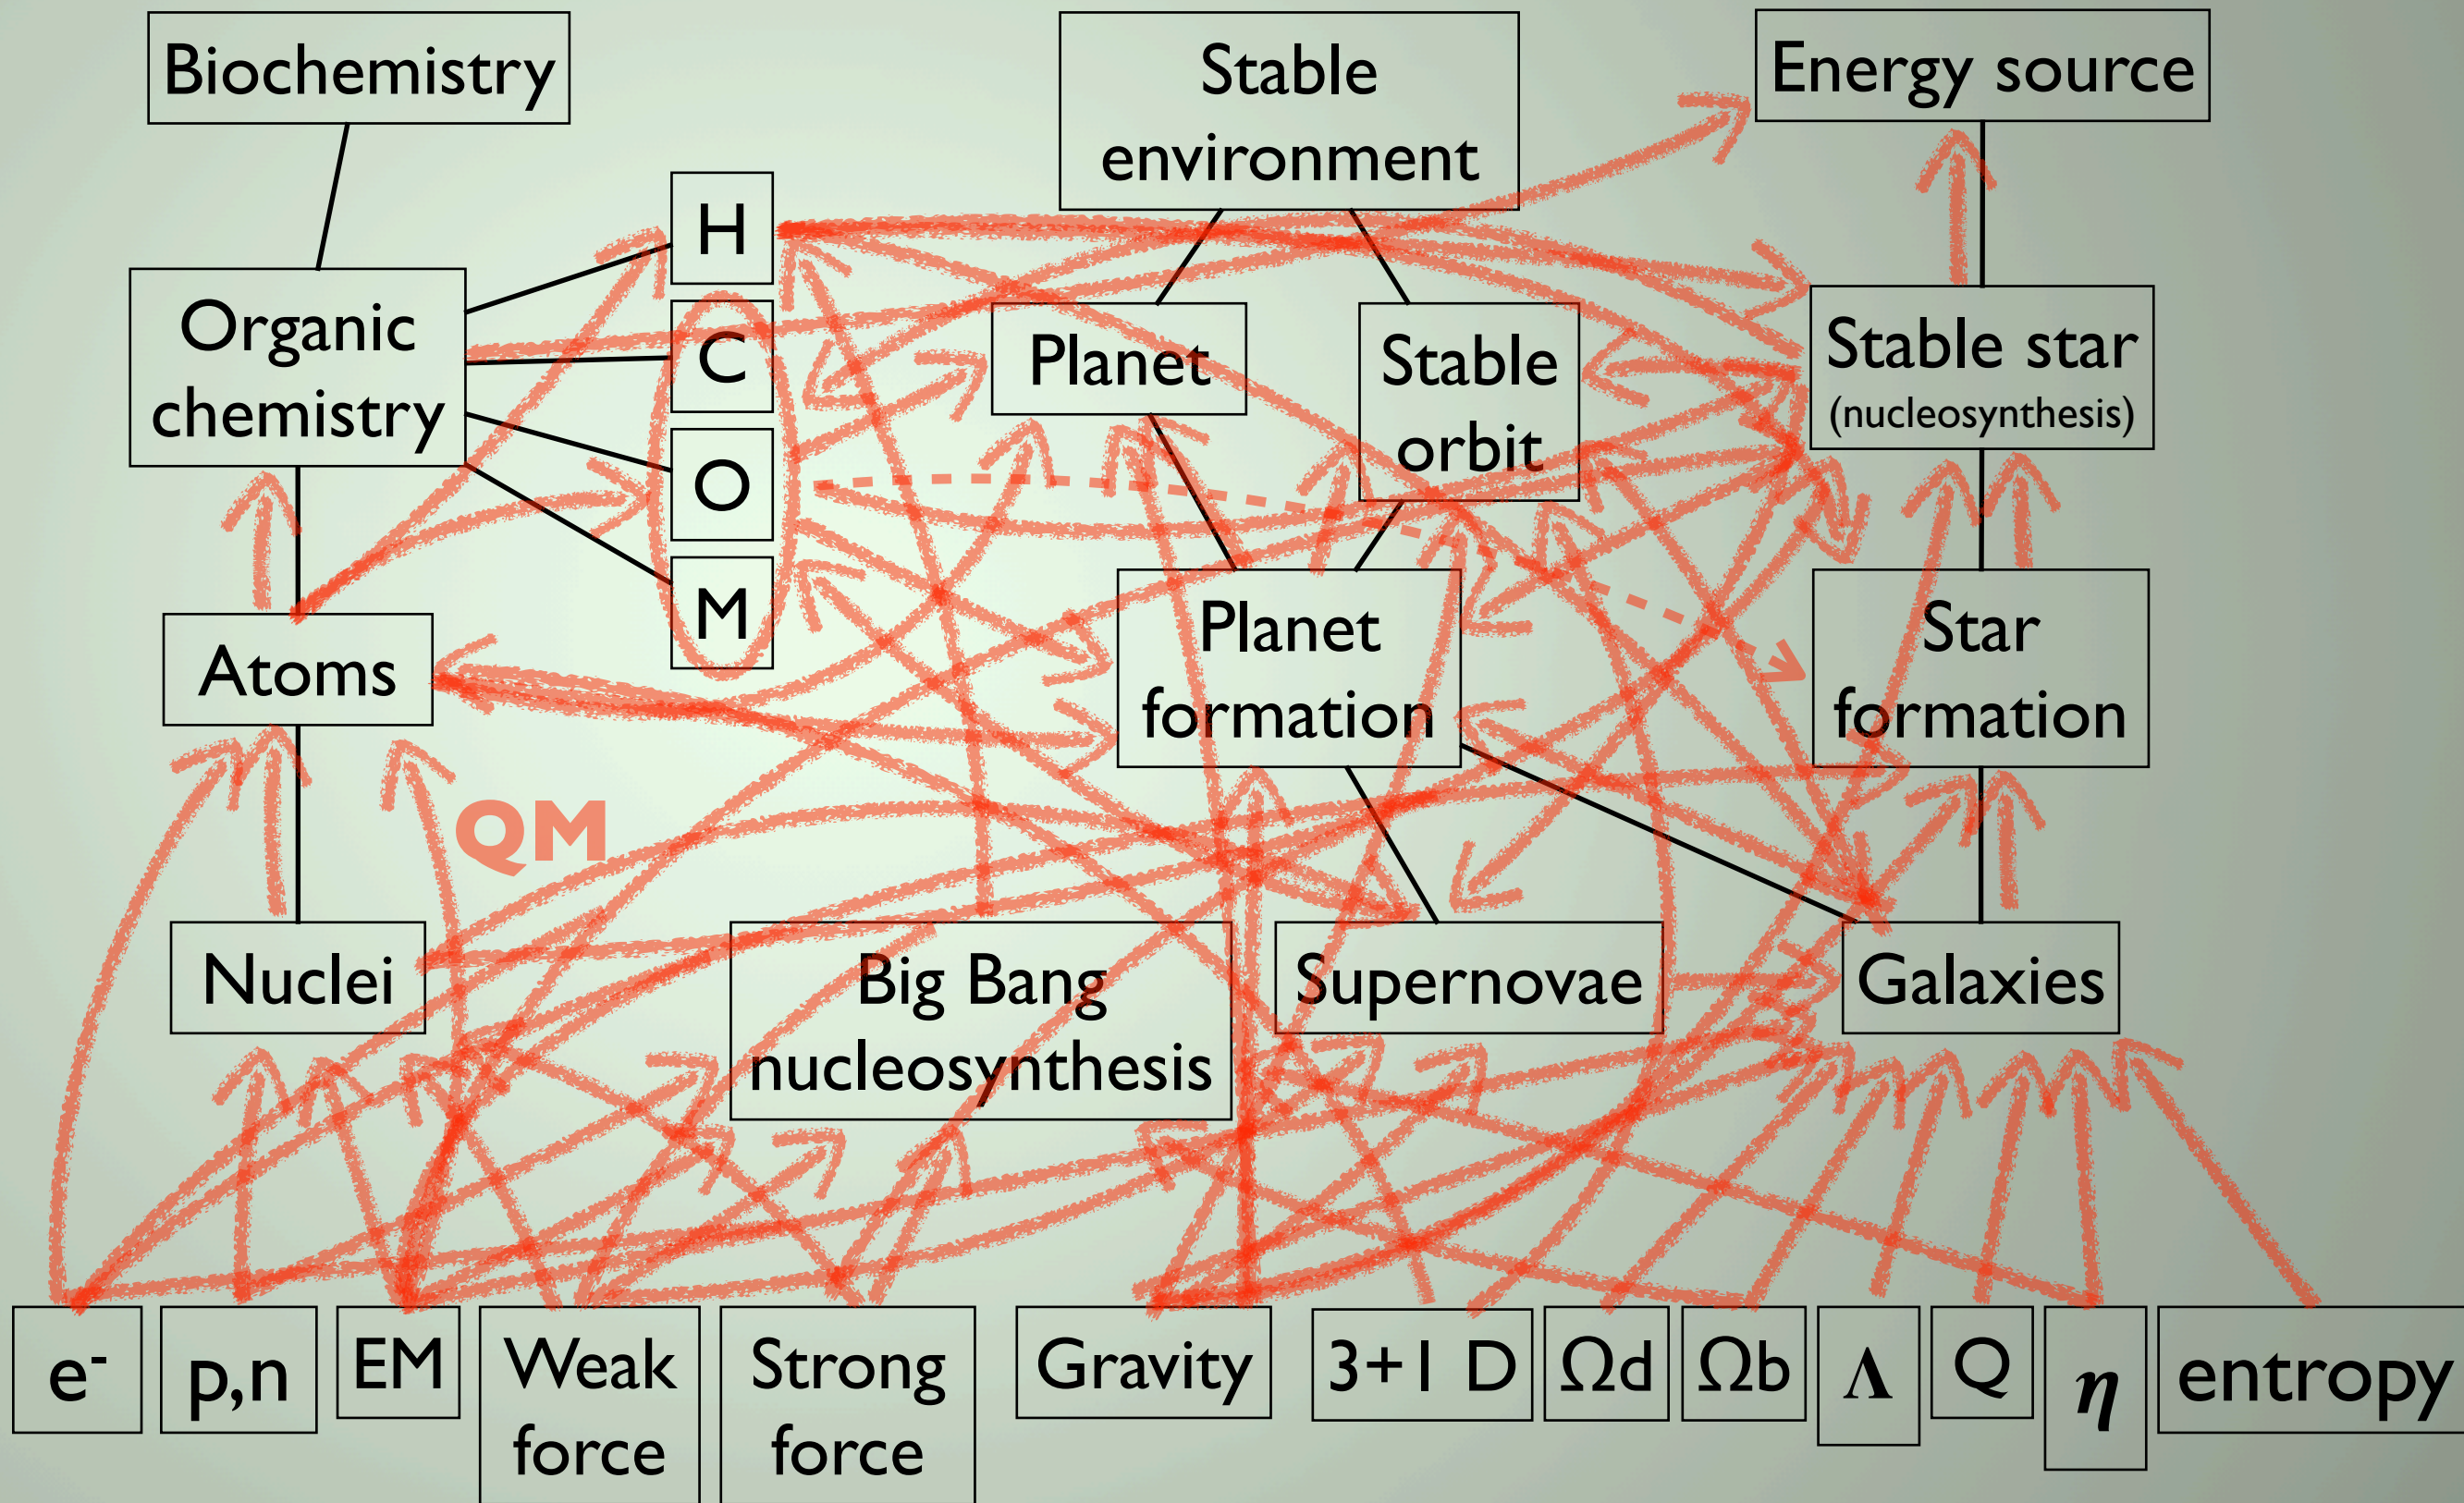 Biochemistry
Stable
environment
Energy source
H
Organic
chemistry
C
Planet
Stable
orbit
Stable star
(nucleosynthesis)
O
M
Atoms
Planet
formation
Star
formation
QM
Nuclei
Big Bang
nucleosynthesis
Supernovae
Galaxies
e-
p,n
EM
Weak
force
Strong
force
Gravity
3+1 D
Ωd
Ωb
Λ
Q
η
entropy